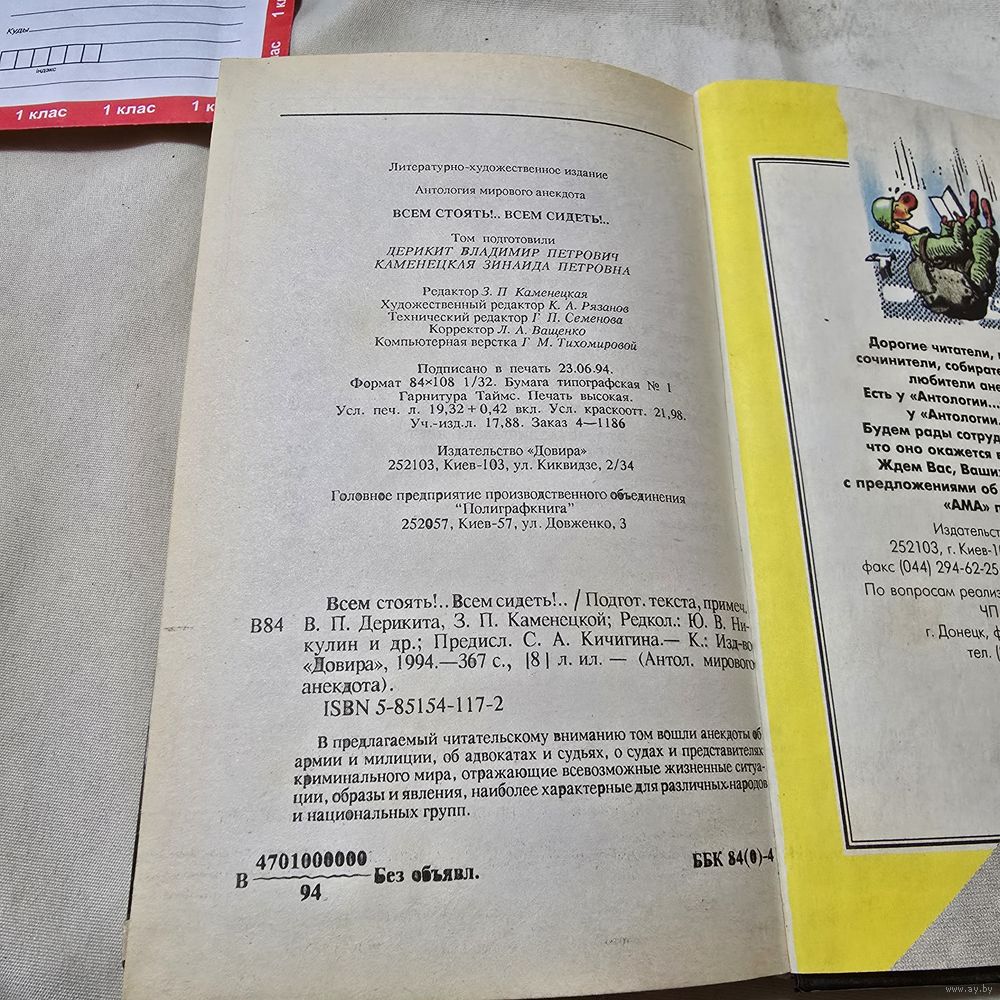 Куды
індэкс
1 клас
1 клас
1 к
1 клас
1 к
Литературно-художественное издание
Антология мирового анекдота
ВСЕМ СТОЯТЬ!.. ВСЕМ СИДЕТЬ!..
Том подготовили
ДЕРИКИТ ВЛАДИМИР ПЕТРОВИЧ
КАМЕНЕЦКАЯ ЗИНАИДА ПЕТРОВНА
Редактор З. П Каменецкая
Художественный редактор К. А. Рязанов
Технический редактор Г П. Семенова
Корректор Л. А. Ващенко
Компьютерная верстка Г М. Тихомировой
Подписано в печать 23.06.94.
Формат 84×108 1/32. Бумага типографская № 1
Гарнитура Таймс. Печать высокая.
Усл. печ. л. 19,32+0,42 вкл. Усл. краскоотт. 21,98.
Уч.-изд.л. 17,88. Заказ 4—1186
Издательство «Довира»
252103, Киев-103, ул. Киквидзе, 2/34
Головное предприятие производственного объединения
"Полиграфкнига"
252057, Киев-57, ул. Довженко, 3
Всем стоять!.. Всем сидеть!.. / Подгот. текста, примеч.
В84 В. П. Дерикита, З. П. Каменецкой; Редкол.: Ю. В. Ни-
кулин и др.; Предисл. С. А. Кичигина.— К.: Изд-во
«Довира», 1994.—367 с., |8| л. ил. — (Антол. мирового
анекдота).
ISBN 5-85154-117-2
В предлагаемый читательскому вниманию том вошли анекдоты об
армии и милиции, об адвокатах и судьях, о судах и представителях
криминального мира, отражающие всевозможные жизненные ситуа-
ции, образы и явления, наиболее характерные для различных народов
и национальных групп.
В 4701000000
94
Без объявл.
ББК 84(0)-4
Дорогие читатели,
сочинители, собират
любители ане
Есть у «Антологии...
у «Антологии.
Будем рады сотруд
что оно окажется в
Ждем Вас, Ваших
с предложениями об
«АМА» п
Издательст
252103, г. Киев-10
факс (044) 294-62-25
По вопросам реализ
ЧП
г. Донецк, ф
тел. (
www.ay.by